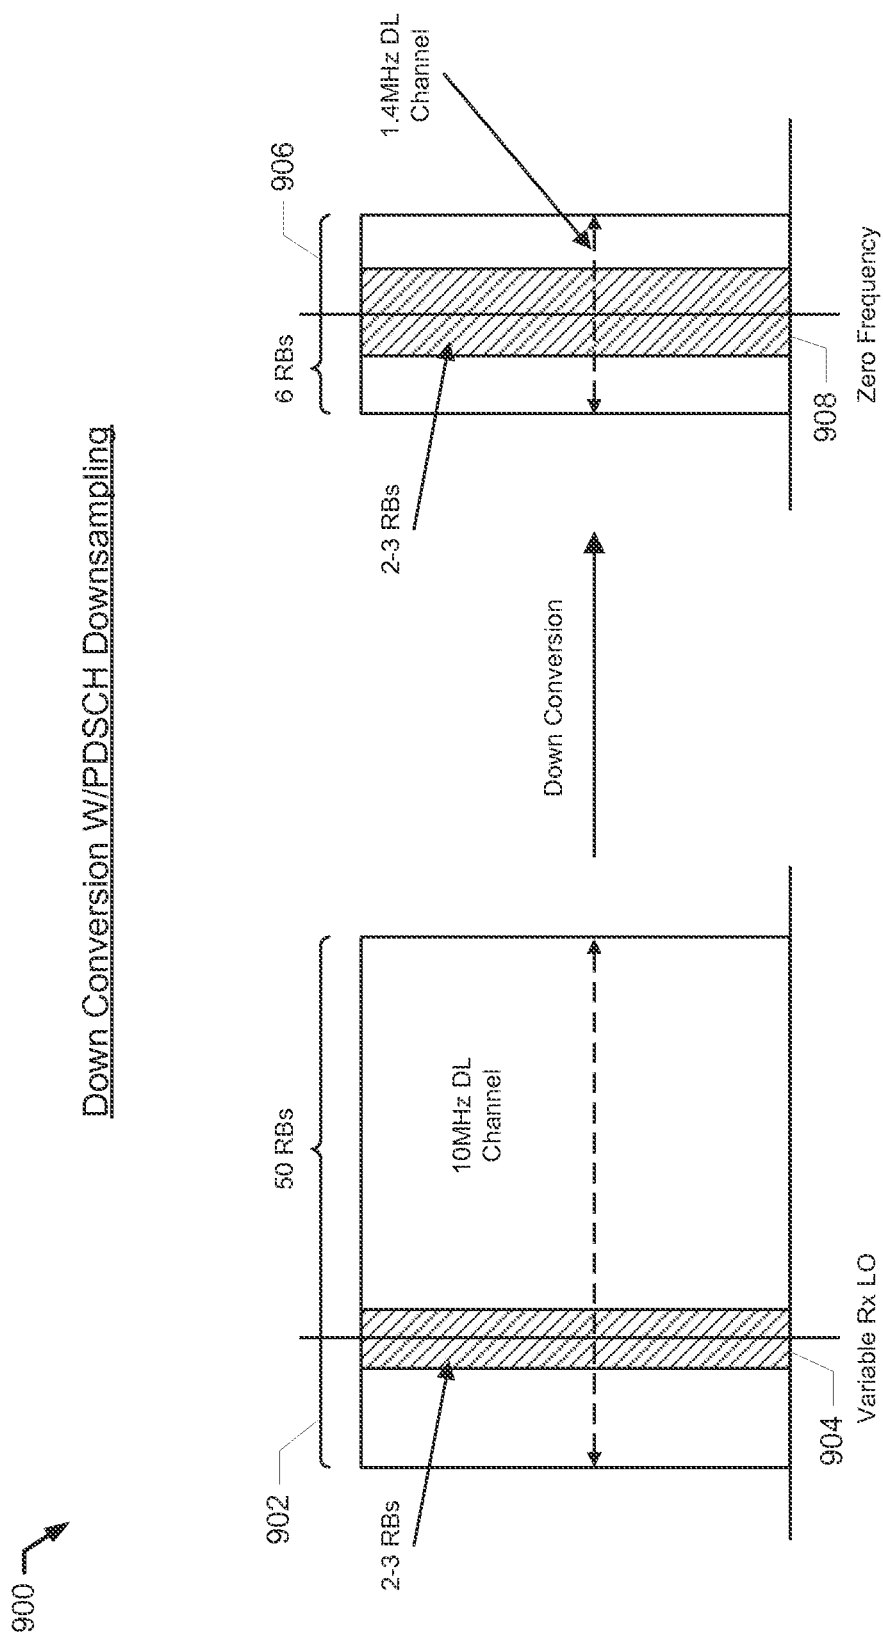 900
Down Conversion W/PDSCH Downsampling
902
50 RBs
2-3 RBs
10MHz DL
Channel
904
Variable Rx LO
Down Conversion
6 RBs
906
2-3 RBs
1.4MHz DL
Channel
908
Zero Frequency